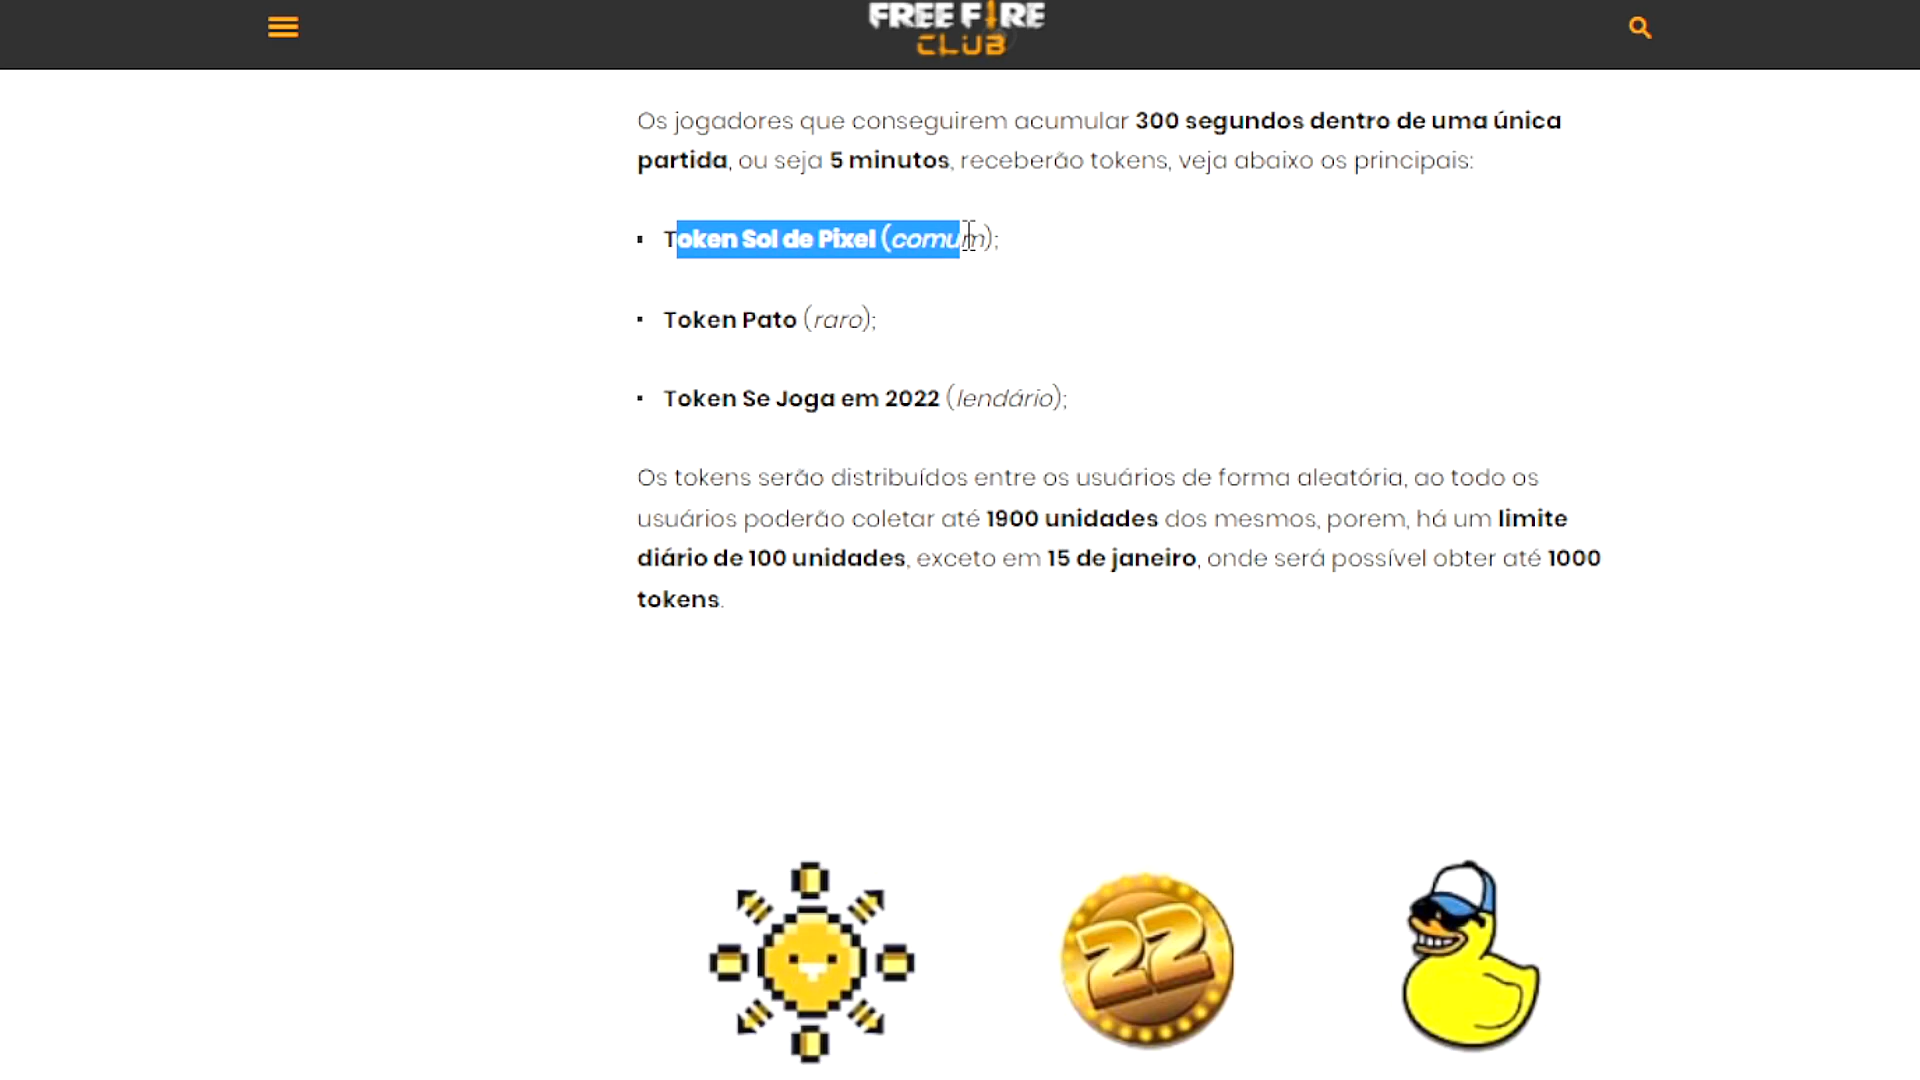 FREE FIRE
CLUB
Os jogadores que conseguirem acumular 300 segundos dentro de uma única
partida, ou seja 5 minutos, receberão tokens, veja abaixo os principais:
Token Sol de Pixel (comum);
Token Pato (raro);
Token Se Joga em 2022 (lendário);
Os tokens serão distribuídos entre os usuários de forma aleatória, ao todo os
usuários poderão coletar até 1900 unidades dos mesmos, porem, há um limite
diário de 100 unidades, exceto em 15 de janeiro, onde será possível obter até 1000
tokens.
22